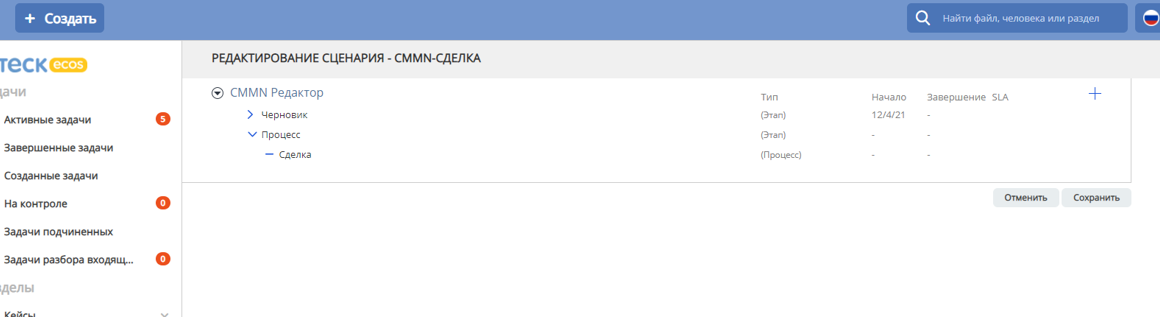 + Создать
Найти файл, человека или раздел
теск ecos
дачи
Активные задачи 5
Завершенные задачи
Созданные задачи
На контроле 0
Задачи подчиненных
Задачи разбора входящ... 0
зделы
Кейсы
РЕДАКТИРОВАНИЕ СЦЕНАРИЯ - CMMN-СДЕЛКА
CMMN Редактор
Тип Начало Завершение SLA
Черновик (Этап) 12/4/21 -
Процесс (Этап) - -
Сделка (Процесс) - -
Отменить Сохранить